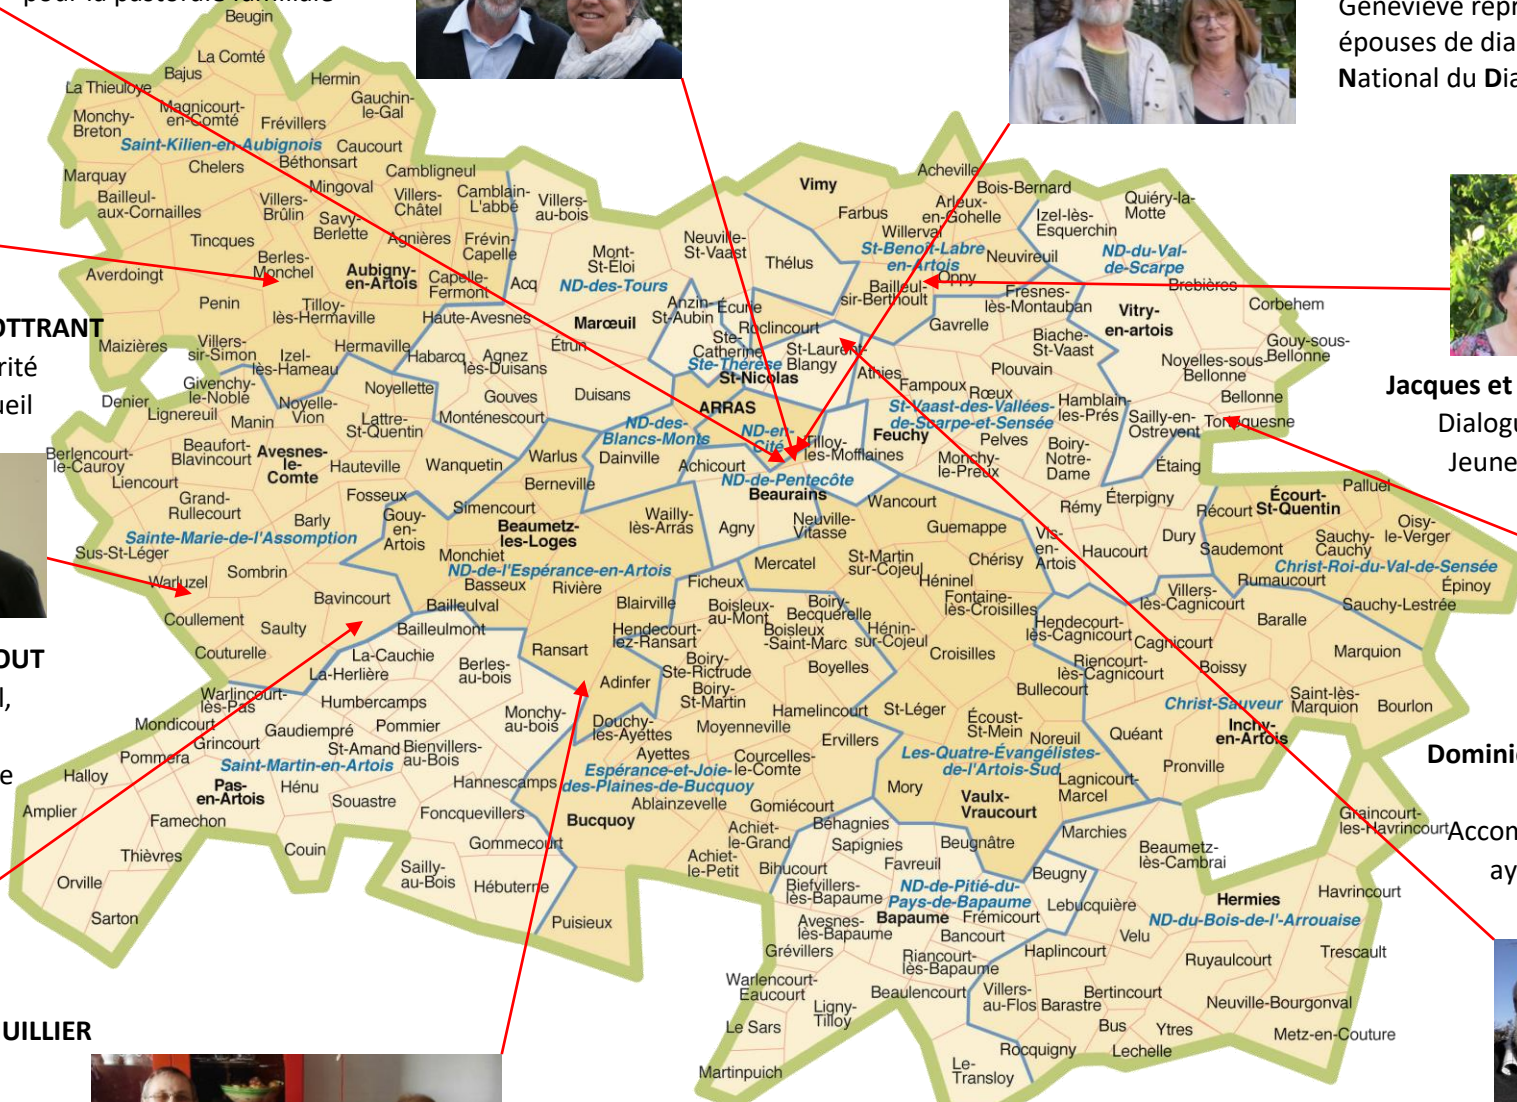 pour la pastorale familiale
Geneviève repr
épouses de dia
National du Dia
Beugin
La Comté
Bajus
Hermin
La Thieuloye
Gauchin-
le-Gal
Magnicourt-
en-Comté
Monchy-
Breton
Frévillers
Saint-Kilien-en-Aubignois
Caucourt
Béthonsart
Chelers
Cambligneul
Marquay
Mingoval
Villers-
Châtel
Camblain-
L'abbé
Bailleul-
aux-Cornailles
Villers-
Brûlin
Savy-
Berlette
Villers-
au-bois
Tincques
Agnières
Frévin-
Capelle
Berles-
Monchel
Averdoingt
Aubigny-
en-Artois
Capelle-
Fermont
Acq
Penin
Tilloy-
lès-Hermaville
Haute-Avesnes
Mont-
St-Éloi
ND-des-Tours
Neuville-
St-Vaast
Thélus
Vimy
Farbus
Acheville
Bois-Bernard
Arleux-
en-Gohelle
Willerval
St-Benoît-Labre
en-Artois
Neuvireuil
Oppy
Bailleul-
sir-Berthoult
Izel-lès-
Esquerchin
Quiéry-la-
Motte
ND-du-Val-
de-Scarpe
Brebières
Fresnes-
lès-Montauban
Vitry-
en-artois
Corbehem
Gouy-sous-
Bellonne
Noyelles-sous-
Bellonne
Bellonne
Gavrelle
Biache-
St-Vaast
Plouvain
OTTRANT
rité
ueil
Maizières
Villers-
sir-Simon
Izel-
lès-Hameau
Hermaville
Habarcq
Agnez
lès-Duisans
Marœuil
Étrun
Anzin-
St-Aubin
Écurie
Roclincourt
Ste-
Catherine
Ste-Thérèse
St-Nicolas
St-Laurent-
Blangy
Athies
Fampoux
Rœux
Hamblain-
les-Prés
Sailly-en-
Ostrevent
Tortequesne
Jacques et
Dialogu
Jeune
Denier
Givenchy-
le-Noble
Lignereuil
Manin
Noyelle-
Vion
Noyellette
Lattre-
St-Quentin
Gouves
Montenescourt
Duisans
ARRAS
ND-des-
Blancs-Monts
Dainville
ND-en-
Cité
Tilloy-
les-Mofflaines
St-Vaast-des-Vallées-
de-Scarpe-et-Sensée
Feuchy
Pelves
Monchy-
le-Preux
Boiry-
Notre-
Dame
Étaing
Berlencourt-
le-Cauroy
Beaufort-
Blavincourt
Avesnes-
le-
Comte
Hauteville
Wanquetin
Warlus
Berneville
Achicourt
ND-de-Pentecôte
Beaurains
Liencourt
Grand-
Rullecourt
Fosseux
Barly
Gouy-
en-
Artois
Simencourt
Beaumetz-
les-Loges
Wailly-
lès-Arras
Agny
Neuville-
Vitasse
Wancourt
Guemappe
Rémy
Éterpigny
Récourt
Écourt-
St-Quentin
Palluel
Oisy-
le-Verger
Sauchy-
Cauchy
Sainte-Marie-de-l'Assomption
Sus-St-Léger
Warluzel
Sombrin
Monchiet
ND-de-l'Espérance-en-Artois
Basseux
Rivière
Ficheux
Mercatel
St-Martin
sur-Cojeul
Chérisy
Vis-
en-
Artois
Haucourt
Dury
Saudemont
Christ-Roi-du-Val-de-Sensée
Rumaucourt
Épinoy
Sauchy-Lestrée
Coullement
Saulty
Bavincourt
Bailleulval
Bailleulmont
Blairville
Boisleux-
au-Mont
Boiry-
Becquerelle
Boisleux
-Saint-Marc
Héninel
Fontaine-
lès-Croisilles
Hénin-
sur-Cojeul
Villers-
lès-Cagnicourt
Baralle
Hendecourt-
lès-Cagnicourt
Cagnicourt
Marquion
OUT
l,
e
Couturelle
La-Cauchie
La-Herlière
Berles-
au-bois
Ransart
Hendecourt-
lez-Ransart
Boiry-
Ste-Rictrude
Boyelles
Croisilles
Riencourt-
lès-Cagnicourt
Boissy
Adinfer
Boiry-
St-Martin
Bullecourt
Christ-Sauveur
Saint-lès-
Marquion
Bourlon
Warlincourt-
lès-Pas
Humbercamps
Monchy-
au-bois
Douchy-
lès-Ayettes
Moyenneville
Hamelincourt
St-Léger
Écoust-
St-Mein
Noreuil
Quéant
Inchy-
en-Artois
Mondicourt
Grincourt
Gaudiempré
Pommier
St-Amand
Bienvillers-
au-Bois
Ayettes
Ervillers
Courcelles-
le-Comte
Les-Quatre-Évangélistes-
de-l'Artois-Sud
Lagnicourt-
Marcel
Pronville
Dominic
Pommera
Halloy
Saint-Martin-en-Artois
Hannescamps
Espérance-et-Joie-
des-Plaines-de-Bucquoy
Ablainzevelle
Gomiécourt
Mory
Vaulx-
Vraucourt
Pas-
en-Artois
Hénu
Souastre
Foncquevillers
Amplier
Famechon
Bucquoy
Achiet-
le-Grand
Béhagnies
Sapignies
Beugnâtre
Marchies
Beaumetz-
lès-Cambrai
Graincourt-
les-Havrincourt
Accon
ay
Thièvres
Couin
Gommecourt
Sailly-
au-Bois
Hébuterne
Achiet-
le-Petit
Bihucourt
Favreuil
Beugny
Orville
Biefvillers-
lès-Bapaume
ND-de-Pitié-du-
Pays-de-Bapaume
Lebucquière
Hermies
Havrincourt
ND-du-Bois-de-l'-Arrouaise
Sarton
Puisieux
Avesnes-
lès-Bapaume
Bapaume
Frémicourt
Bancourt
Velu
Grévillers
Haplincourt
Riancourt-
lès-Bapaume
Ruyaulcourt
Trescault
Warlencourt-
Eaucourt
Beaulencourt
Villers-
au-Flos
Barastre
Bertincourt
Neuville-Bourgonval
Ligny-
Tilloy
Le Sars
Bus
Ytres
Metz-en-Couture
Rocquigny
Lechelle
Martinpuich
Le-
Transloy
UILLIER